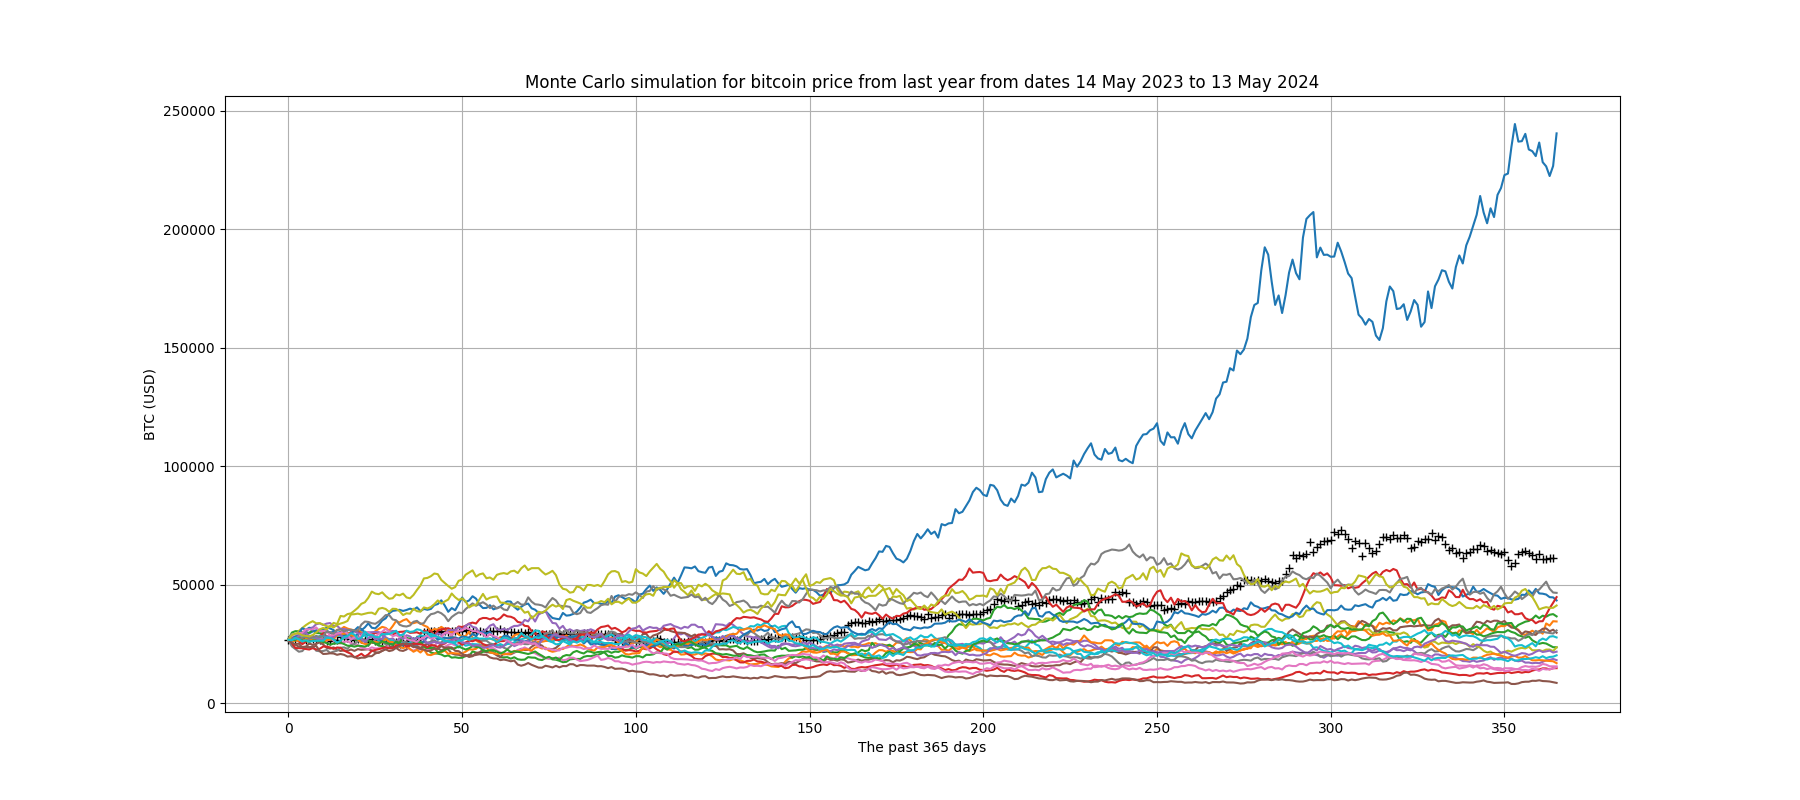 Monte Carlo simulation for bitcoin price from last year from dates 14 May 2023 to 13 May 2024
250000
200000
150000
100000
50000
0
BTC (USD)
0 50 100 150 200 250 300 350
The past 365 days